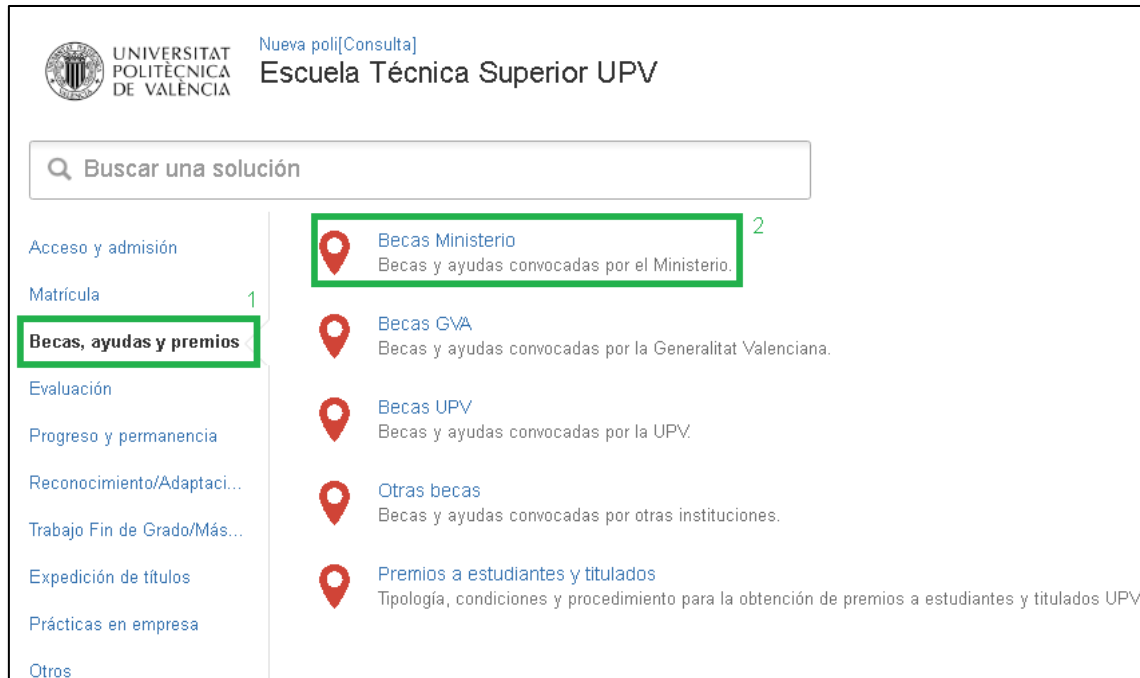 UNIVERSITAT
POLITÈCNICA
DE VALÈNCIA
Nueva poli[Consulta]
Escuela Técnica Superior UPV
Buscar una solución
Acceso y admisión
Matrícula
1
Becas, ayudas y premios
Evaluación
Progreso y permanencia
Reconocimiento/Adaptaci...
Trabajo Fin de Grado/Más...
Expedición de títulos
Prácticas en empresa
Otros
2
Becas Ministerio
Becas y ayudas convocadas por el Ministerio.
Becas GVA
Becas y ayudas convocadas por la Generalitat Valenciana.
Becas UPV
Becas y ayudas convocadas por la UPV.
Otras becas
Becas y ayudas convocadas por otras instituciones.
Premios a estudiantes y titulados
Tipología, condiciones y procedimiento para la obtención de premios a estudiantes y titulados UPV